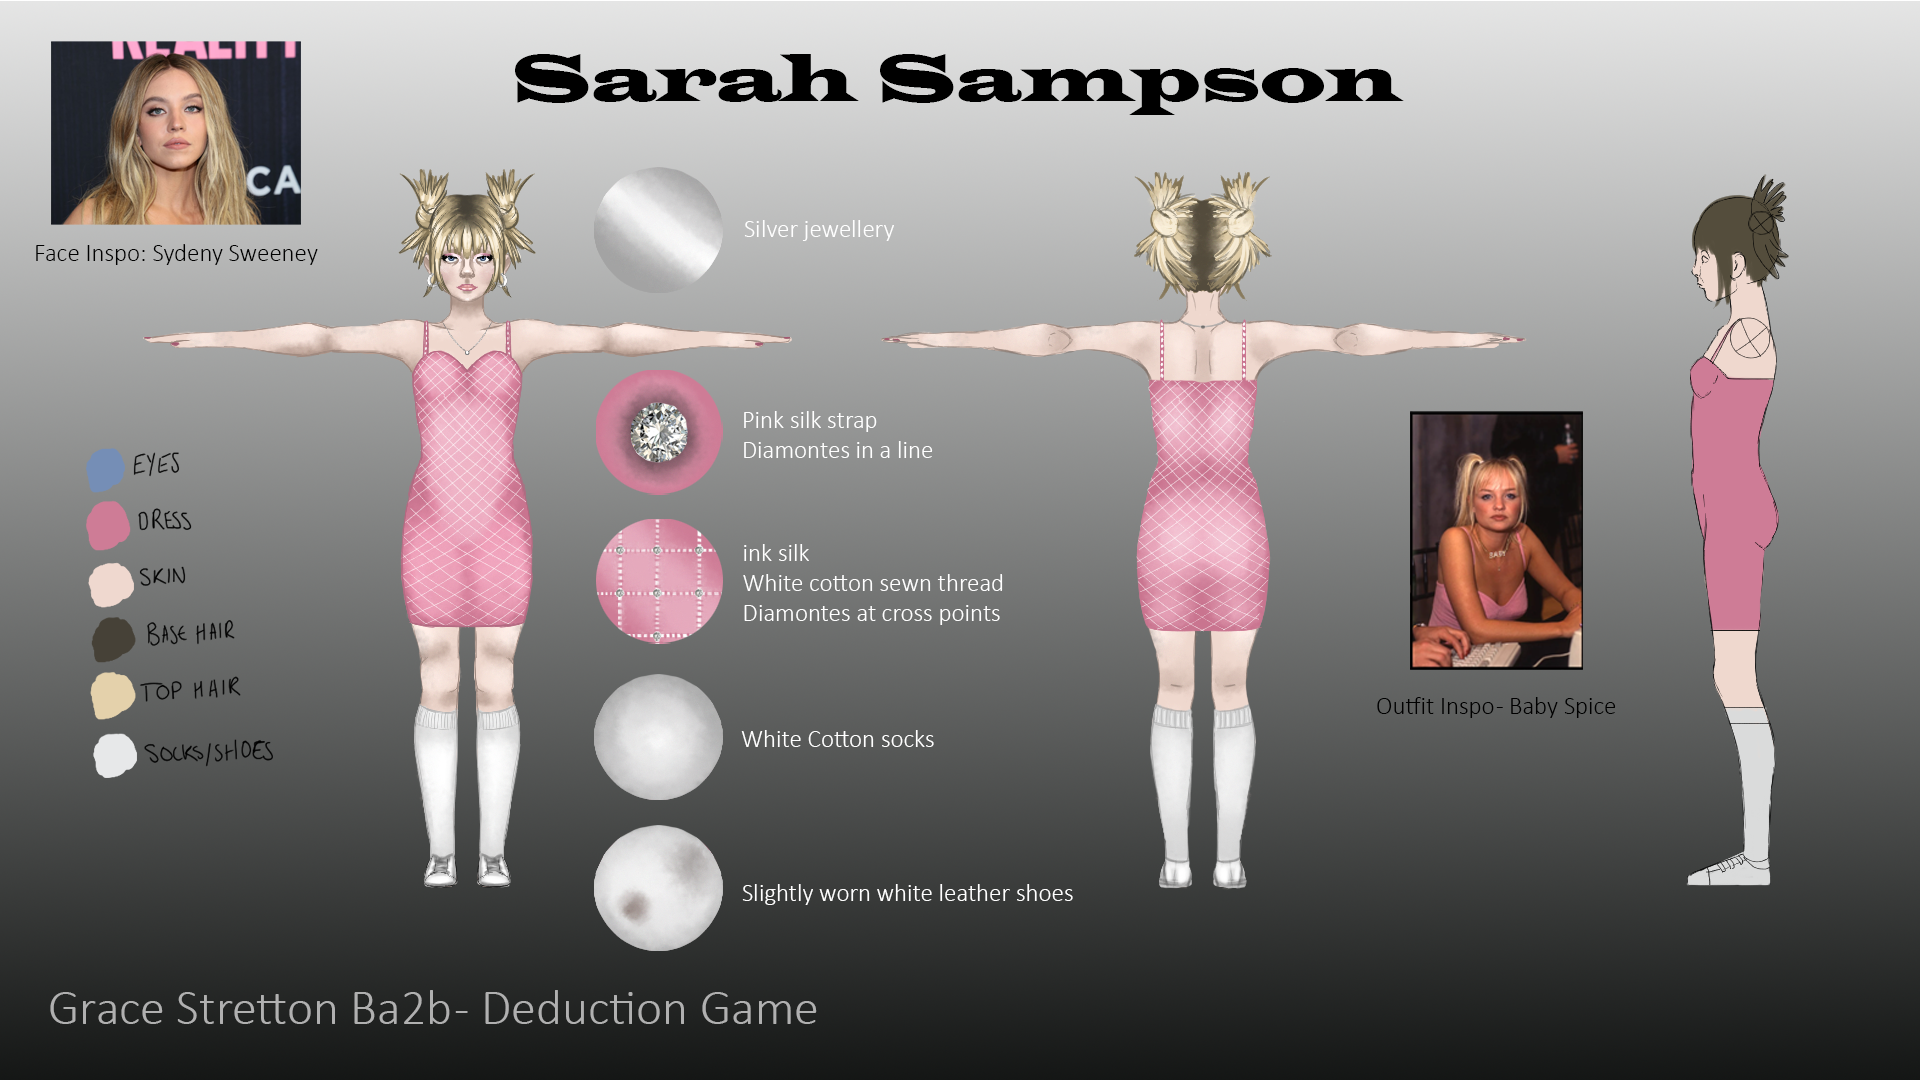 Sarah Sampson
REALITY
CA
Face Inspo: Sydeny Sweeney
Silver jewellery
Pink silk strap
Diamontes in a line
ink silk
White cotton sewn thread
Diamontes at cross points
White Cotton socks
Slightly worn white leather shoes
EYES
DRESS
SKIN
BASE HAIR
TOP HAIR
SOCKS/SHOES
BABY
Outfit Inspo- Baby Spice
Grace Stretton Ba2b- Deduction Game